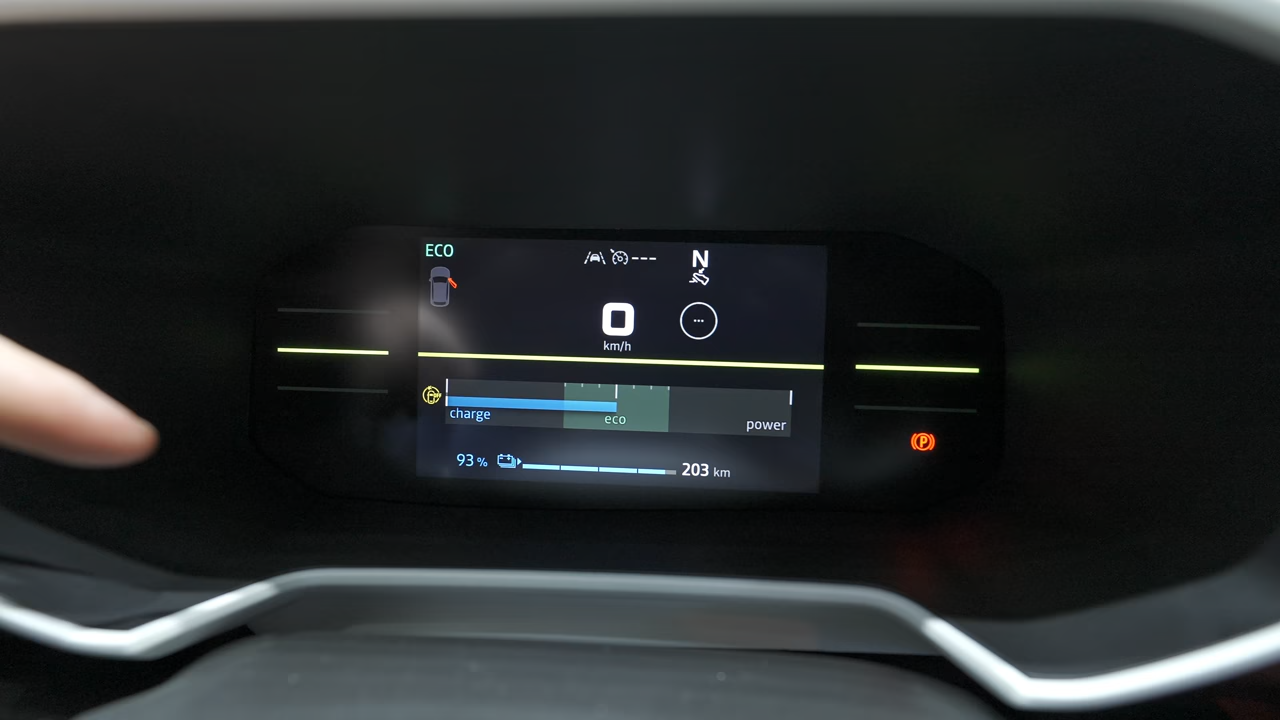 ECO
---
N
0
...
km/h
charge
eco
power
P
93 %
203 km